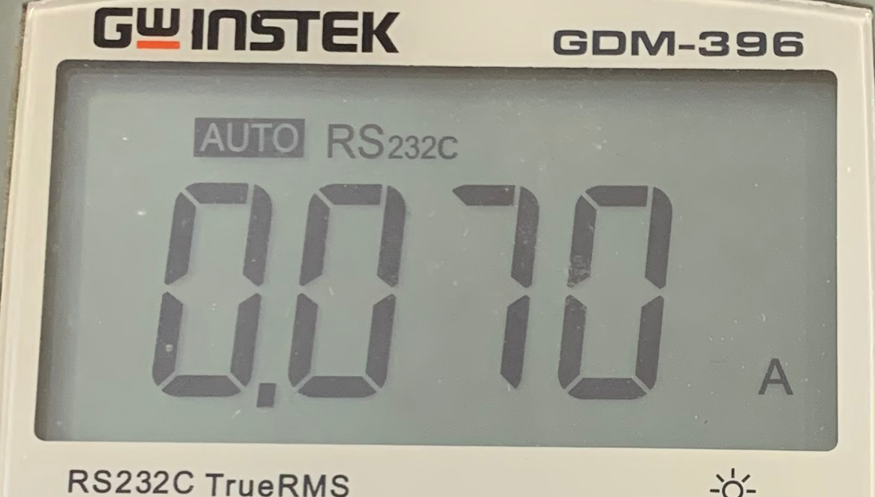 GW INSTEK GDM-396
AUTO RS232C
0.070 A
RS232C TrueRMS